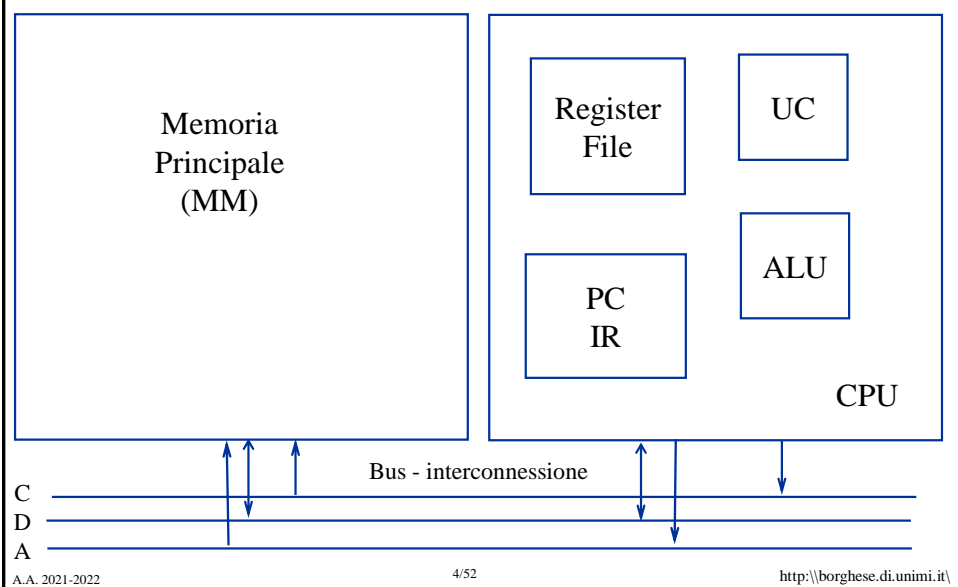 Memoria
Principale
(MM)
Register
File
UC
ALU
PC
IR
CPU
Bus - interconnessione
C
D
A
A.A. 2021-2022
4/52
http:\\borghese.di.unimi.it\